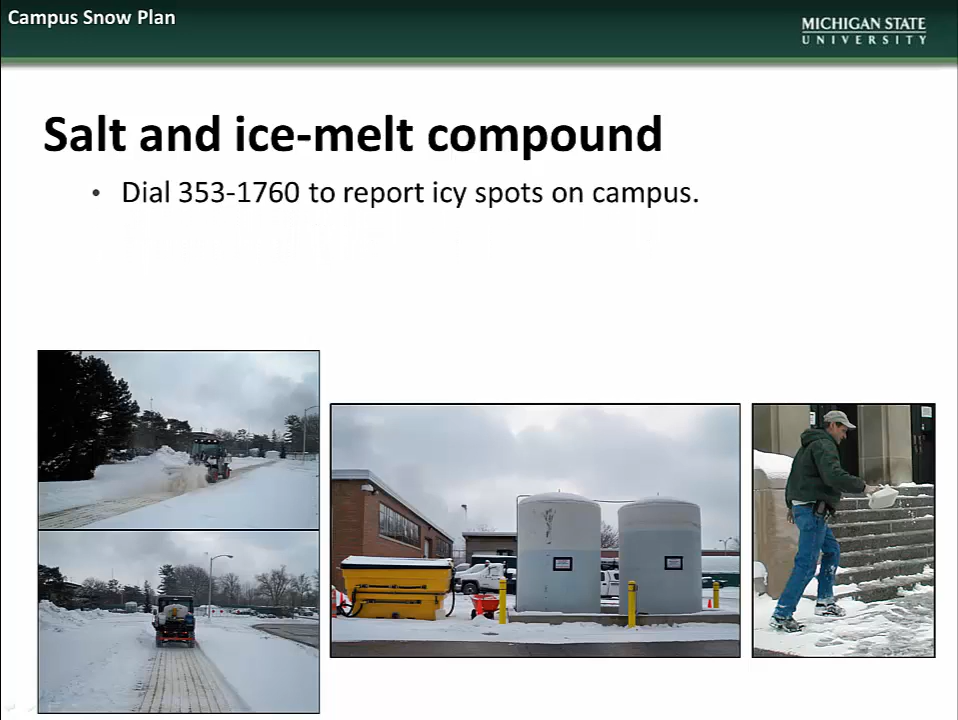 Campus Snow Plan
MICHIGAN STATE
UNIVERSITY
Salt and ice-melt compound
• Dial 353-1760 to report icy spots on campus.